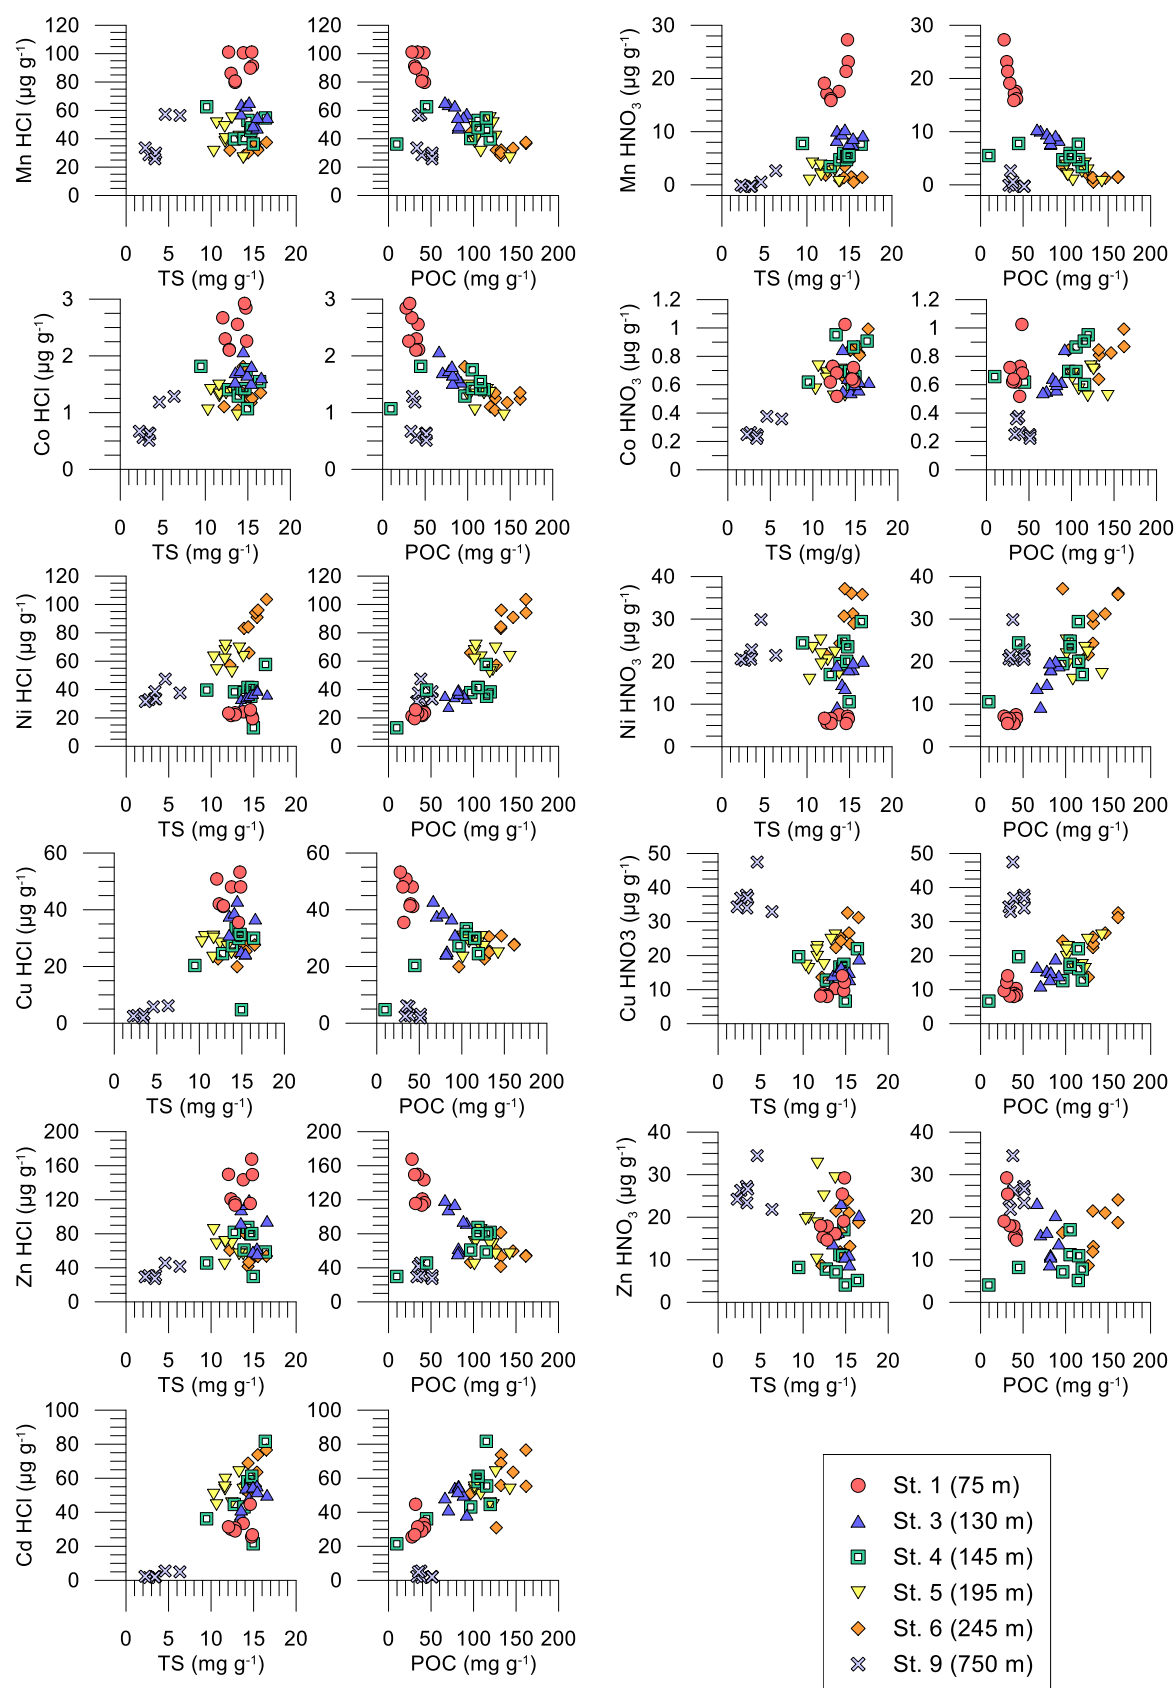 Mn HCl (µg g-1)
120
100
80
60
40
20
0
0 5 10 15 20
TS (mg g-1)
120
100
80
60
40
20
0
0 50 100 150 200
POC (mg g-1)
Mn HNO3 (µg g-1)
30
20
10
0
0 5 10 15 20
TS (mg g-1)
30
20
10
0
0 50 100 150 200
POC (mg g-1)
Co HCl (µg g-1)
3
2
1
0
0 5 10 15 20
TS (mg g-1)
3
2
1
0
0 50 100 150 200
POC (mg g-1)
Co HNO3 (µg g-1)
1.2
1
0.8
0.6
0.4
0.2
0
0 5 10 15 20
TS (mg/g)
1.2
1
0.8
0.6
0.4
0.2
0
0 50 100 150 200
POC (mg g-1)
Ni HCl (µg g-1)
120
100
80
60
40
20
0
0 5 10 15 20
TS (mg g-1)
120
100
80
60
40
20
0
0 50 100 150 200
POC (mg g-1)
Ni HNO3 (µg g-1)
40
30
20
10
0
0 5 10 15 20
TS (mg g-1)
40
30
20
10
0
0 50 100 150 200
POC (mg g-1)
Cu HCl (µg g-1)
60
40
20
0
0 5 10 15 20
TS (mg g-1)
60
40
20
0
0 50 100 150 200
POC (mg g-1)
Cu HNO3 (µg g-1)
50
40
30
20
10
0
0 5 10 15 20
TS (mg g-1)
50
40
30
20
10
0
0 50 100 150 200
POC (mg g-1)
Zn HCl (µg g-1)
200
160
120
80
40
0
0 5 10 15 20
TS (mg g-1)
200
160
120
80
40
0
0 50 100 150 200
POC (mg g-1)
Zn HNO3 (µg g-1)
40
30
20
10
0
0 5 10 15 20
TS (mg g-1)
40
30
20
10
0
0 50 100 150 200
POC (mg g-1)
Cd HCl (µg g-1)
100
80
60
40
20
0
0 5 10 15 20
TS (mg g-1)
100
80
60
40
20
0
0 50 100 150 200
POC (mg g-1)
St. 1 (75 m)
St. 3 (130 m)
St. 4 (145 m)
St. 5 (195 m)
St. 6 (245 m)
St. 9 (750 m)